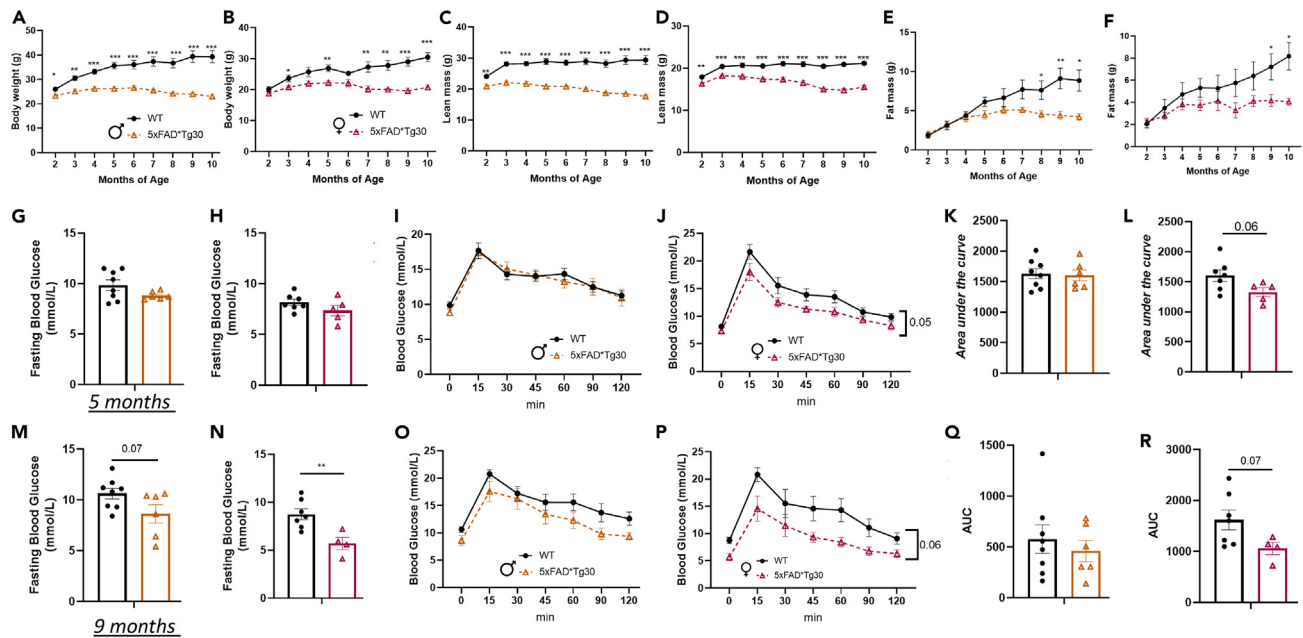 A
Body weight (g)
50
40
30
20
10
0
* ** *** *** *** *** *** *** ***
WT
5xFAD*Tg30
2 3 4 5 6 7 8 9 10
Months of Age
B
Body weight (g)
40
30
20
10
0
* ** ** ** *** ***
WT
5xFAD*Tg30
2 3 4 5 6 7 8 9 10
Months of Age
C
Lean mass (g)
40
30
20
10
0
** *** *** *** *** *** *** *** ***
WT
5xFAD*Tg30
2 3 4 5 6 7 8 9 10
Months of Age
D
Lean mass (g)
30
20
10
0
** *** *** *** *** *** *** *** ***
WT
5xFAD*Tg30
2 3 4 5 6 7 8 9 10
Months of Age
E
Fat mass (g)
15
10
5
0
* ** *
WT
5xFAD*Tg30
2 3 4 5 6 7 8 9 10
Months of Age
F
Fat mass (g)
10
8
6
4
2
0
* *
WT
5xFAD*Tg30
2 3 4 5 6 7 8 9 10
Months of Age
G
Fasting Blood Glucose
(mmol/L)
15
10
5
0
5 months
H
Fasting Blood Glucose
(mmol/L)
15
10
5
0
I
Blood Glucose (mmol/L)
25
20
15
10
5
0
WT
5xFAD*Tg30
0 15 30 45 60 90 120
min
J
Blood Glucose (mmol/L)
25
20
15
10
5
0
0.05
WT
5xFAD*Tg30
0 15 30 45 60 90 120
min
K
Area under the curve
2500
2000
1500
1000
500
0
L
Area under the curve
2500
2000
1500
1000
500
0
0.06
M
Fasting Blood Glucose
(mmol/L)
15
10
5
0
0.07
9 months
N
Fasting Blood Glucose
(mmol/L)
15
10
5
0
**
O
Blood Glucose (mmol/L)
25
20
15
10
5
0
WT
5xFAD*Tg30
0 15 30 45 60 90 120
min
P
Blood Glucose (mmol/L)
25
20
15
10
5
0
0.06
WT
5xFAD*Tg30
0 15 30 45 60 90 120
min
Q
AUC
1500
1000
500
0
R
AUC
3000
2000
1000
0
0.07